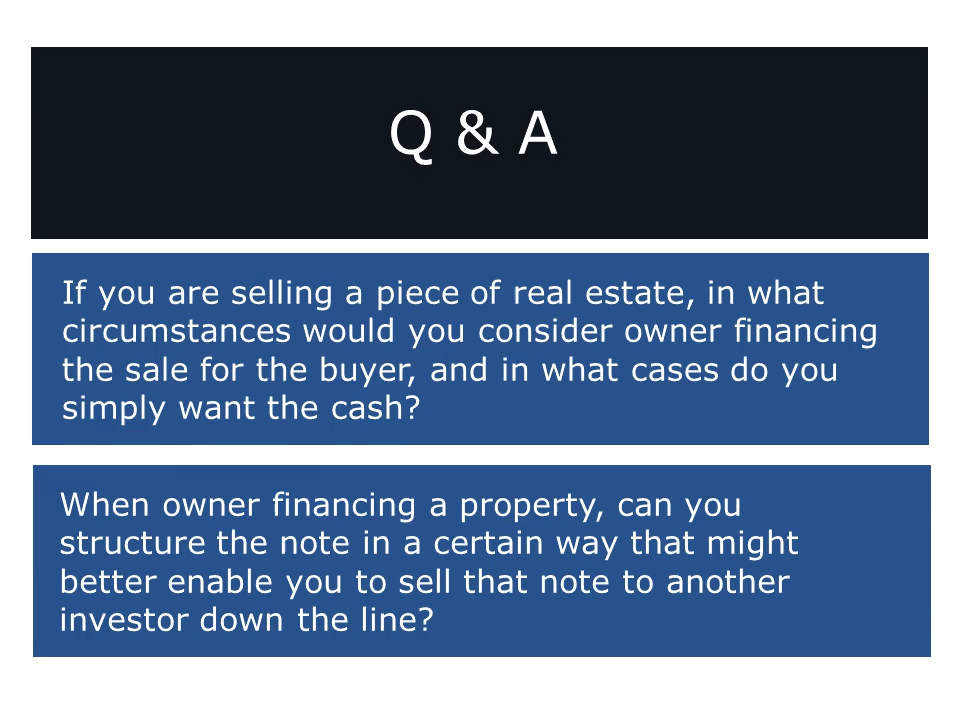 Q & A
If you are selling a piece of real estate, in what
circumstances would you consider owner financing
the sale for the buyer, and in what cases do you
simply want the cash?
When owner financing a property, can you
structure the note in a certain way that might
better enable you to sell that note to another
investor down the line?